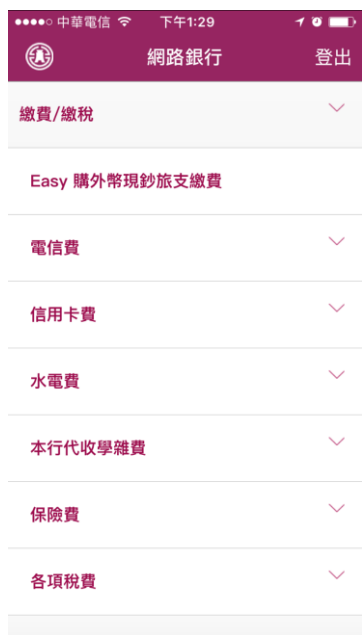 中華電信 下午1:29
網路銀行 登出
繳費/繳稅
Easy 購外幣現鈔旅支繳費
電信費
信用卡費
水電費
本行代收學雜費
保險費
各項稅費